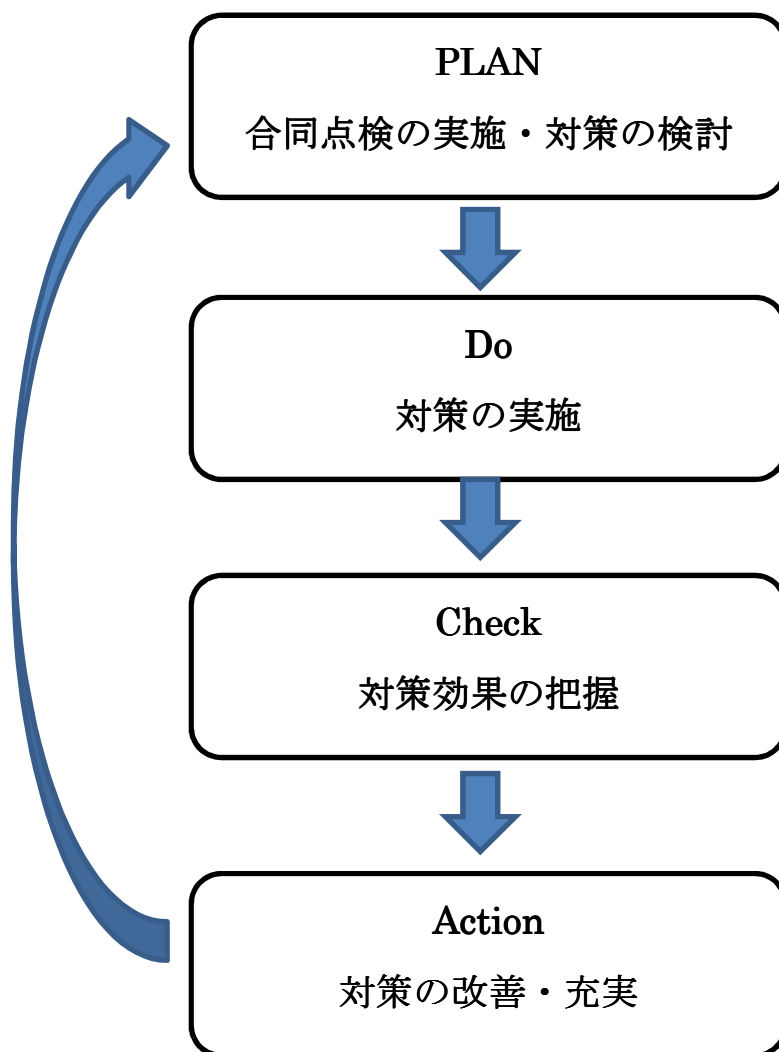 PLAN
合同点検の実施・対策の検討
Do
対策の実施
Check
対策効果の把握
Action
対策の改善・充実